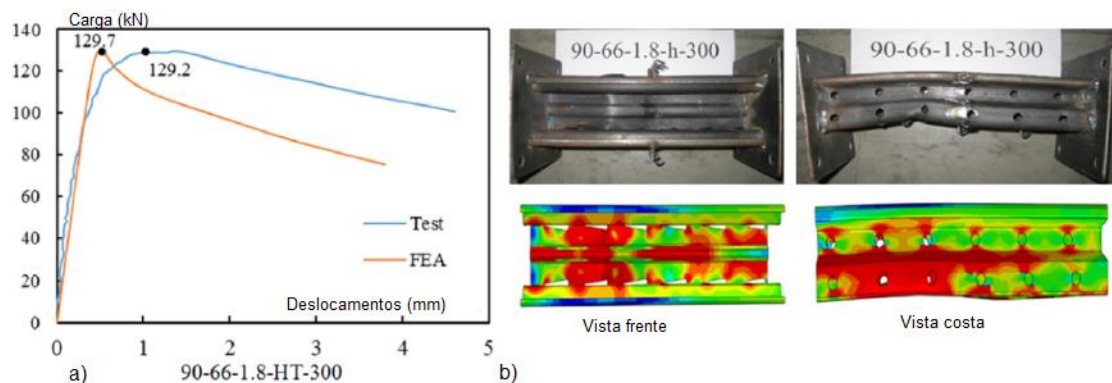 Carga (kN)
140
120
100
80
60
40
20
0
129.7
129.2
Test
FEA
Deslocamentos (mm)
0 1 2 3 4 5
a) 90-66-1.8-HT-300
90-66-1.8-h-300
90-66-1.8-h-300
Vista frente
Vista costa
b)